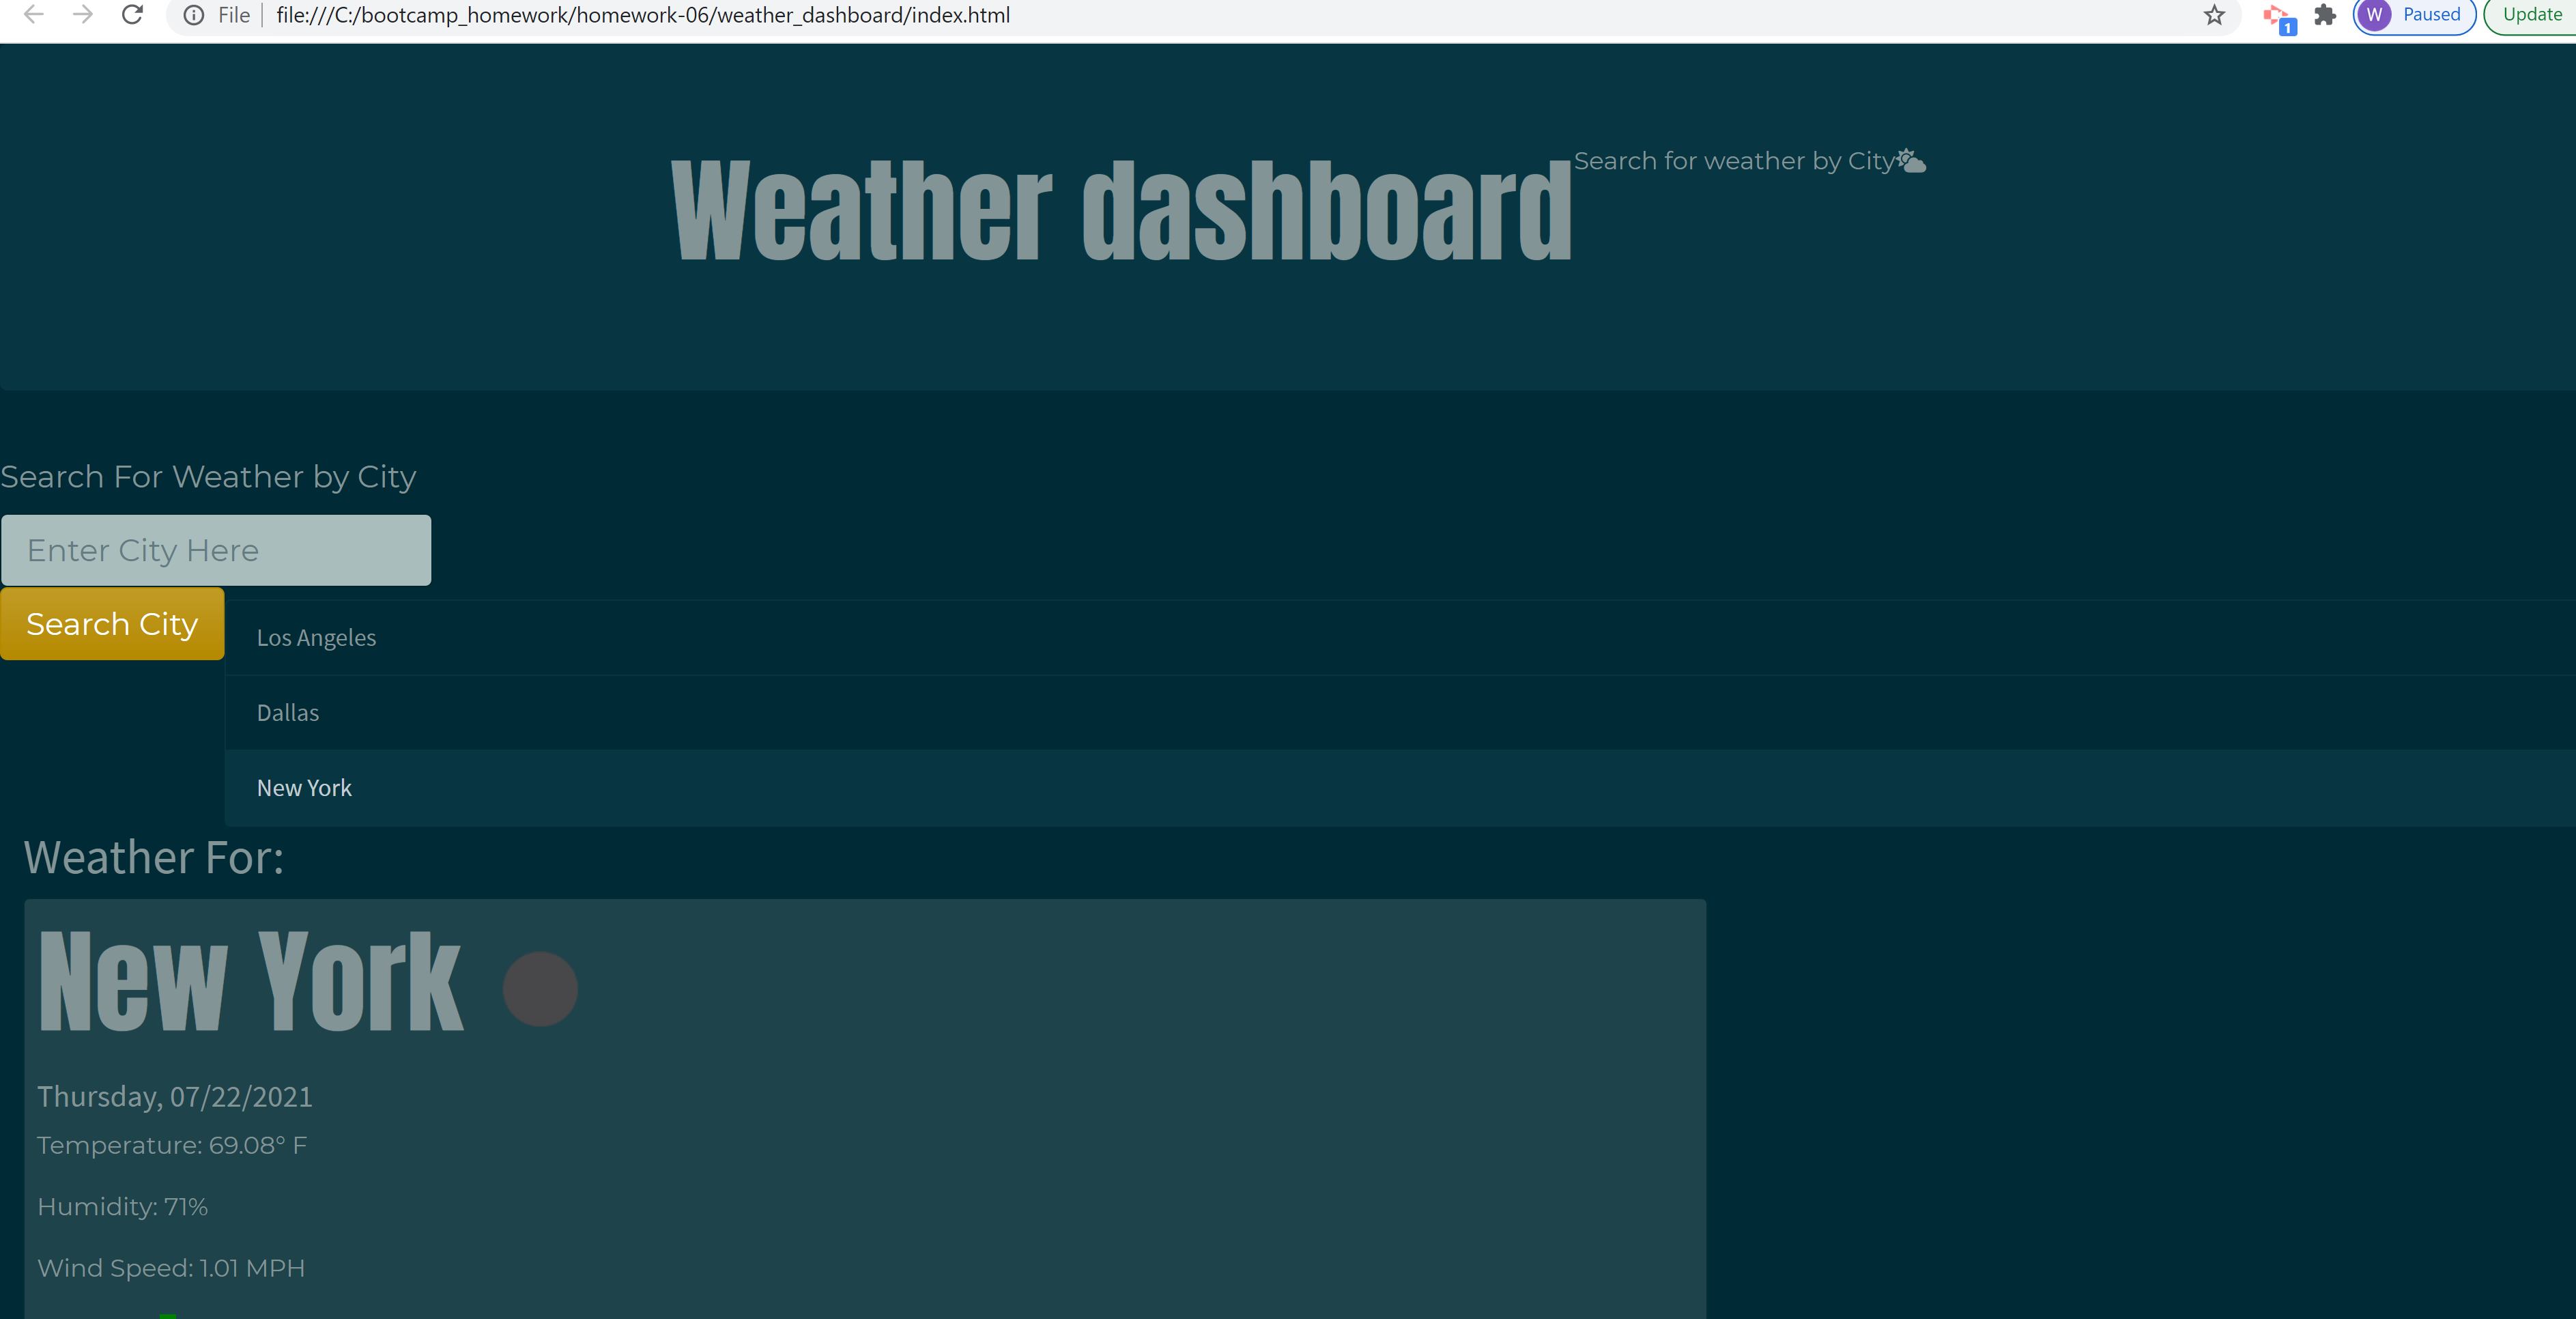 File file:///C:/bootcamp_homework/homework-06/weather_dashboard/index.html
1
W Paused
Update
Weather dashboard
Search for weather by City
Search For Weather by City
Enter City Here
Search City
Los Angeles
Dallas
New York
Weather For:
New York
Thursday, 07/22/2021
Temperature: 69.08° F
Humidity: 71%
Wind Speed: 1.01 MPH